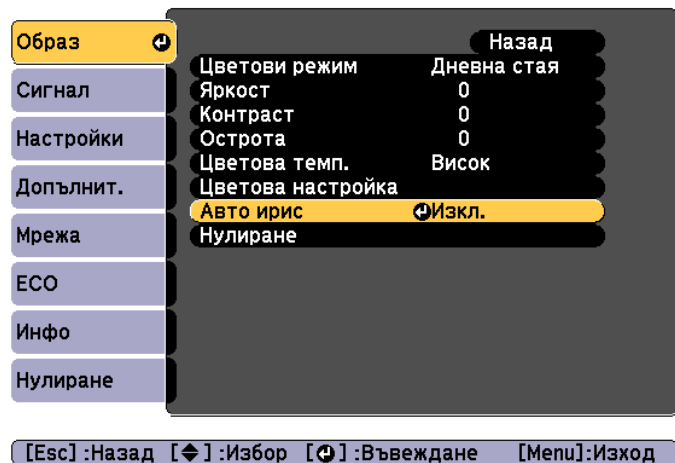 Образ
Сигнал
Настройки
Допълнит.
Мрежа
ECO
Инфо
Нулиране
Назад
Цветови режим Дневна стая
Яркост 0
Контраст 0
Острота 0
Цветова темп. Висок
Цветова настройка
Авто ирис Изкл.
Нулиране
[Esc] :Назад [◆] :Избор [↵] :Въвеждане [Menu]:Изход